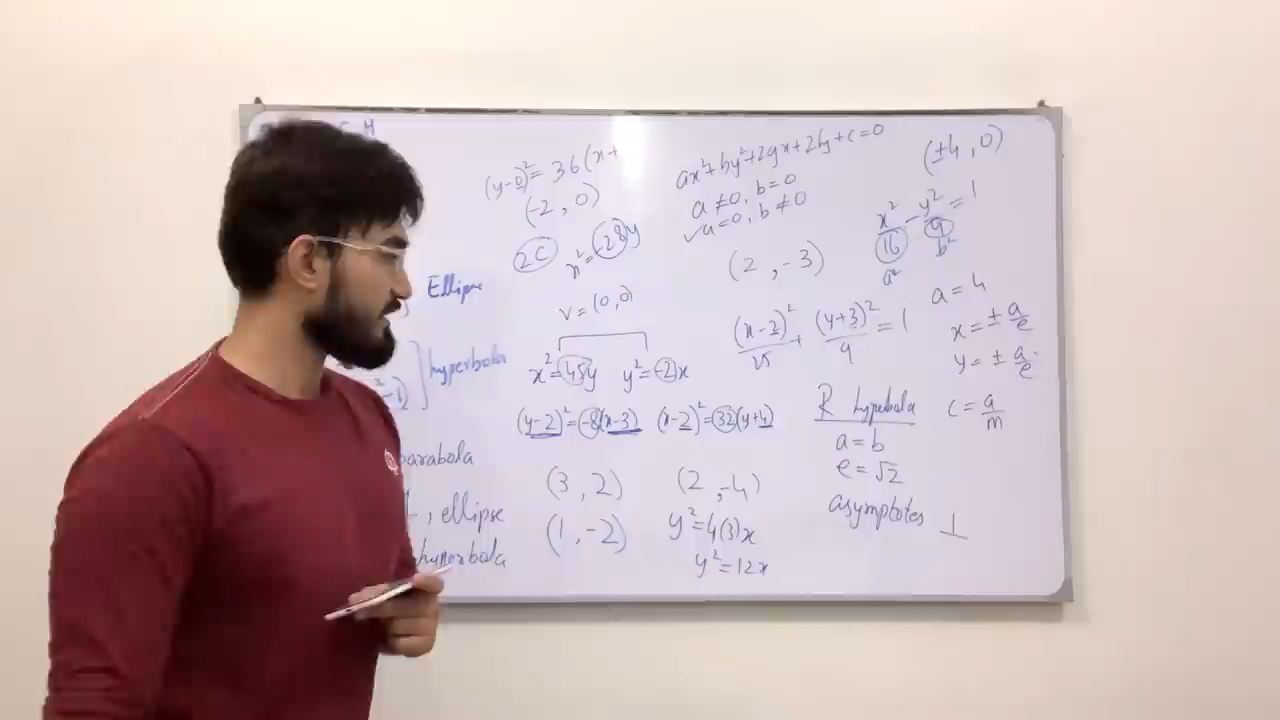 Ellipse
hyperbola
parabola
, ellipse
hyperbola
(y-0)² = 36(x+
(-2, 0)
2C
x² = -28y
V = (0,0)
x² = 45y
y² = -2x
(y-2)² = -8(x-3)
(x-2)² = 32(y+4)
(3, 2)
(2, -4)
(1, -2)
y² = 4(3)x
y² = 12x
ax²+by²+2gx+2fy+c=0
a≠0, b=0
✓a=0, b≠0
(2, -3)
(x-2)²/25 + (y+3)²/9 = 1
R hypebola
a=b
e=√2
asymptotes ⊥
(±4, 0)
x²/16 - y²/9 = 1
a² b²
a=4
x=± a/e
y=± a/e
c = a/m